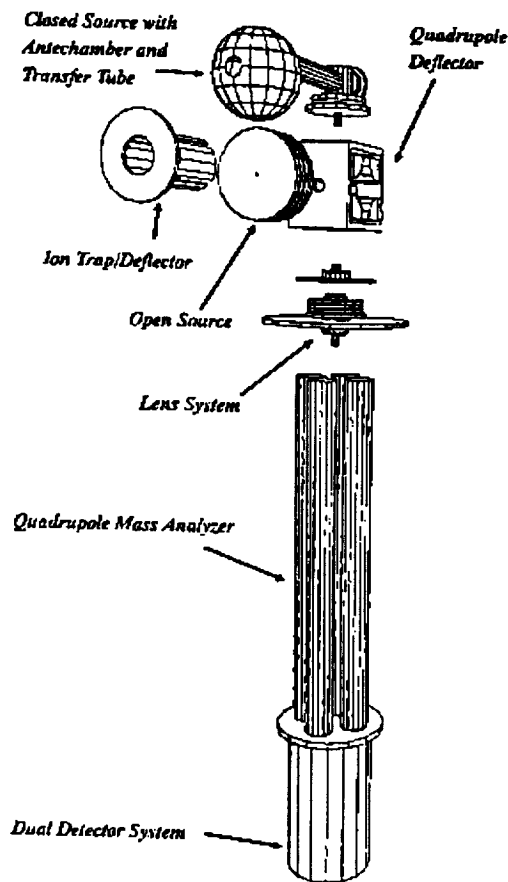 Closed Source with
Antechamber and
Transfer Tube
Quadrupole
Deflector
Ion Trap/Deflector
Open Source
Lens System
Quadrupole Mass Analyzer
Dual Detector System